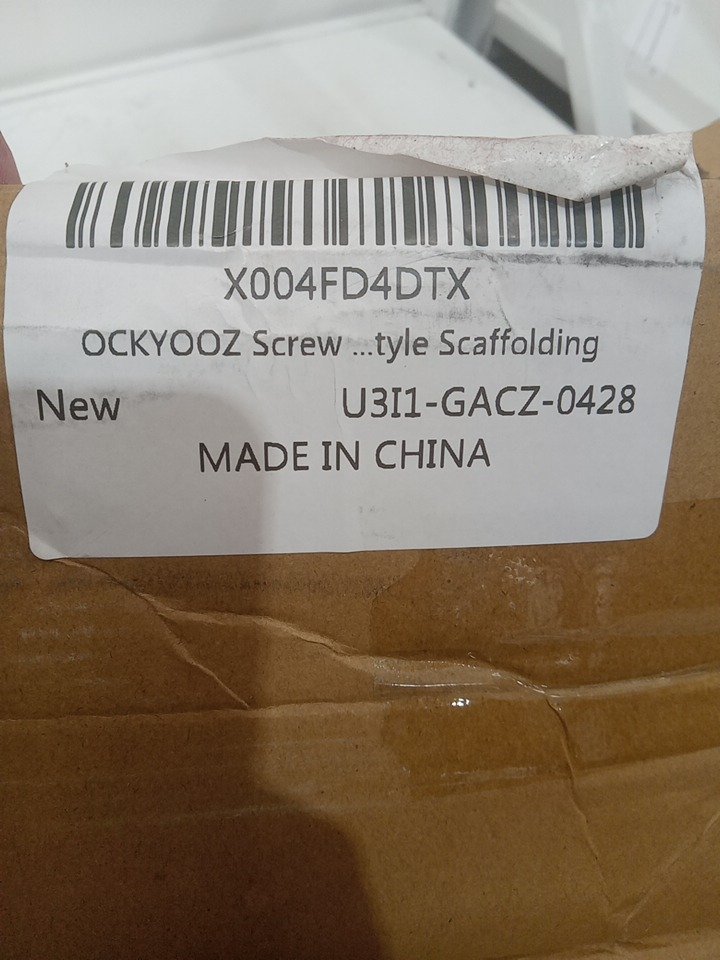 X004FD4DTX
OCKYOOZ Screw ...tyle Scaffolding
New U3I1-GACZ-0428
MADE IN CHINA